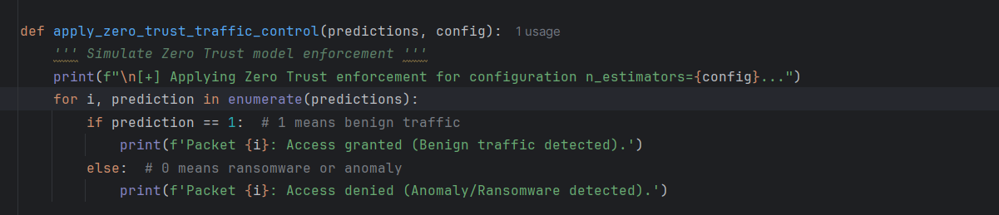 def apply_zero_trust_traffic_control(predictions, config): 1 usage
    ''' Simulate Zero Trust model enforcement '''
    print(f"\n[+] Applying Zero Trust enforcement for configuration n_estimators={config}...")
    for i, prediction in enumerate(predictions):
        if prediction == 1:  # 1 means benign traffic
            print(f'Packet {i}: Access granted (Benign traffic detected).')
        else:  # 0 means ransomware or anomaly
            print(f'Packet {i}: Access denied (Anomaly/Ransomware detected).')